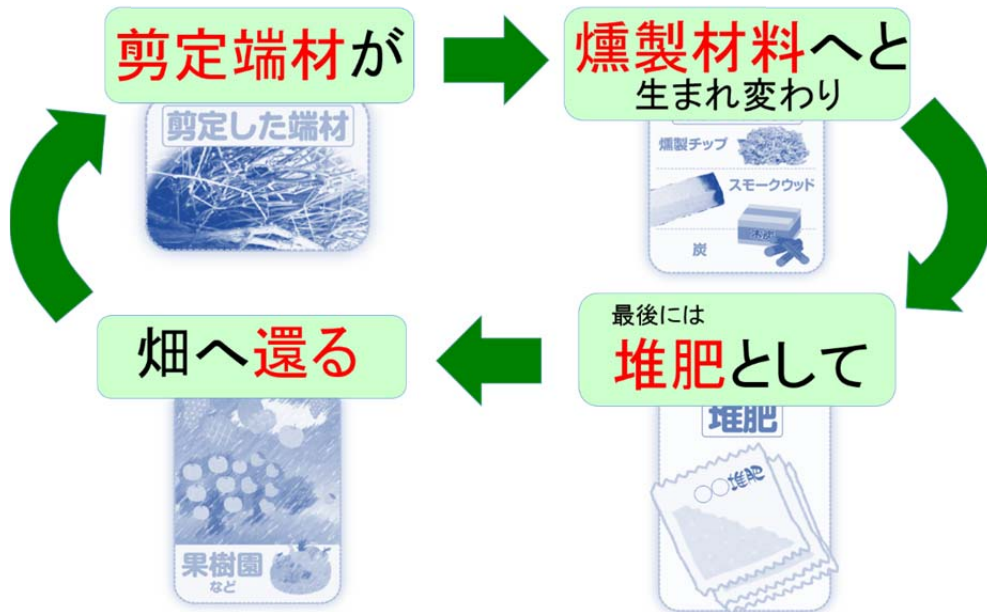 剪定端材が
剪定した端材
燻製材料へと
生まれ変わり
燻製チップ
スモークウッド
炭
最後には
堆肥として
堆肥
○○堆肥
畑へ還る
果樹園
など